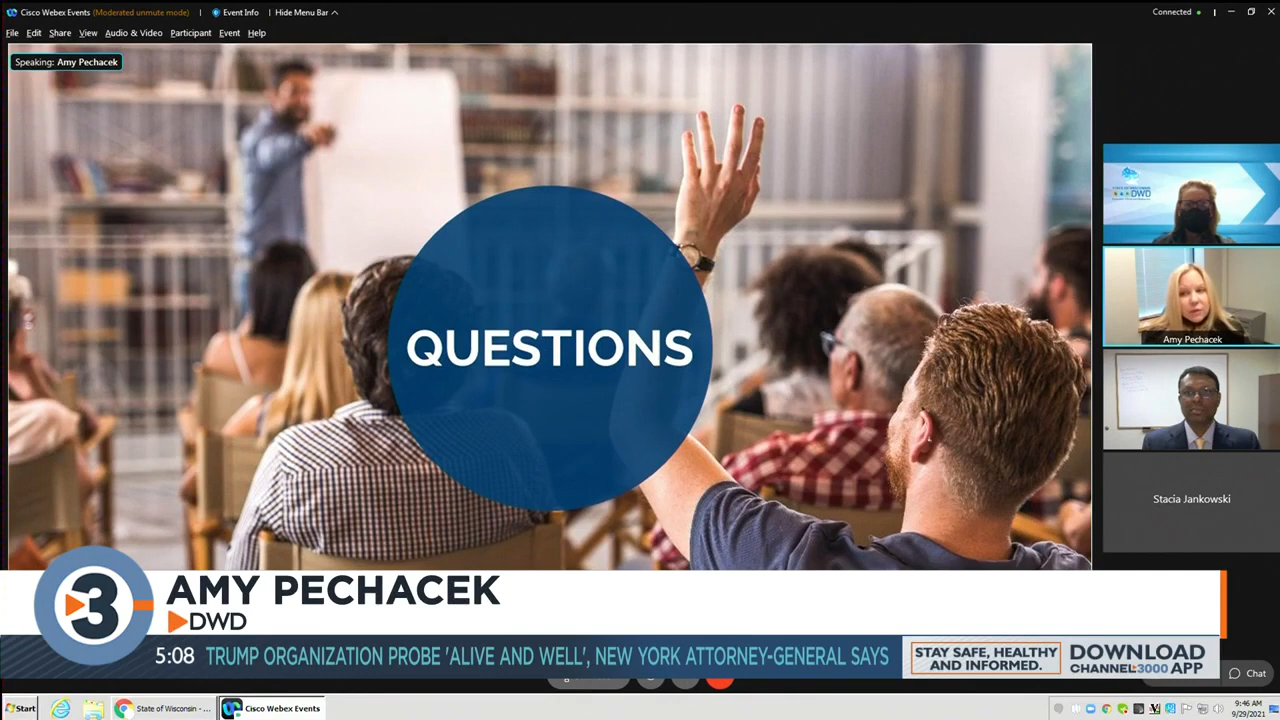 Cisco Webex Events (Moderated unmute mode) | Event Info | Hide Menu Bar
Connected
File Edit Share View Audio & Video Participant Event Help
Speaking: Amy Pechacek
DWD
QUESTIONS
Amy Pechacek
Stacia Jankowski
3
AMY PECHACEK
DWD
5:08 TRUMP ORGANIZATION PROBE 'ALIVE AND WELL', NEW YORK ATTORNEY-GENERAL SAYS
STAY SAFE, HEALTHY
AND INFORMED.
DOWNLOAD
CHANNEL3000 APP
Chat
Start
State of Wisconsin - ...
Cisco Webex Events
9:46 AM
9/29/2021